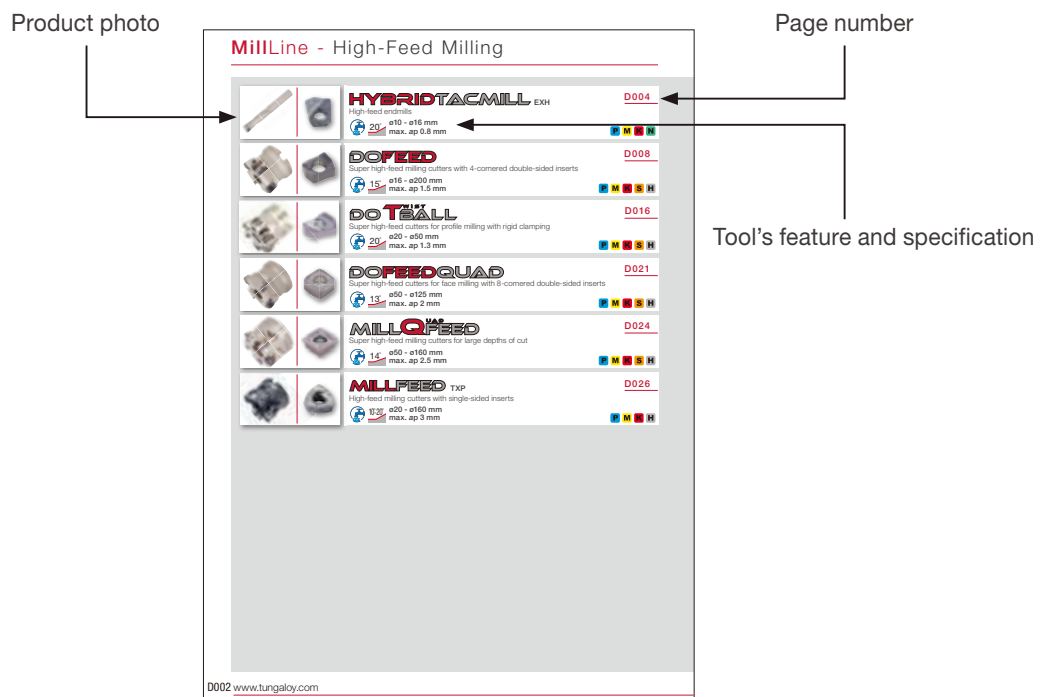 Product photo
Page number
MillLine - High-Feed Milling
HYBRIDTACMILL EXH
D004
High-feed endmills
20° ø10 - ø16 mm
max. ap 0.8 mm
P M K N
DOFEED
D008
Super high-feed milling cutters with 4-cornered double-sided inserts
15° ø16 - ø200 mm
max. ap 1.5 mm
P M K S H
DO TWISTBALL
D016
Super high-feed cutters for profile milling with rigid clamping
20° ø20 - ø50 mm
max. ap 1.3 mm
P M K S H
Tool's feature and specification
DOFEEDQUAD
D021
Super high-feed cutters for face milling with 8-cornered double-sided inserts
13° ø50 - ø125 mm
max. ap 2 mm
P M K S H
MILLQUADFEED
D024
Super high-feed milling cutters for large depths of cut
14° ø50 - ø160 mm
max. ap 2.5 mm
P M K S H
MILLFEED TXP
D026
High-feed milling cutters with single-sided inserts
10°-20° ø20 - ø160 mm
max. ap 3 mm
P M K H
D002 www.tungaloy.com